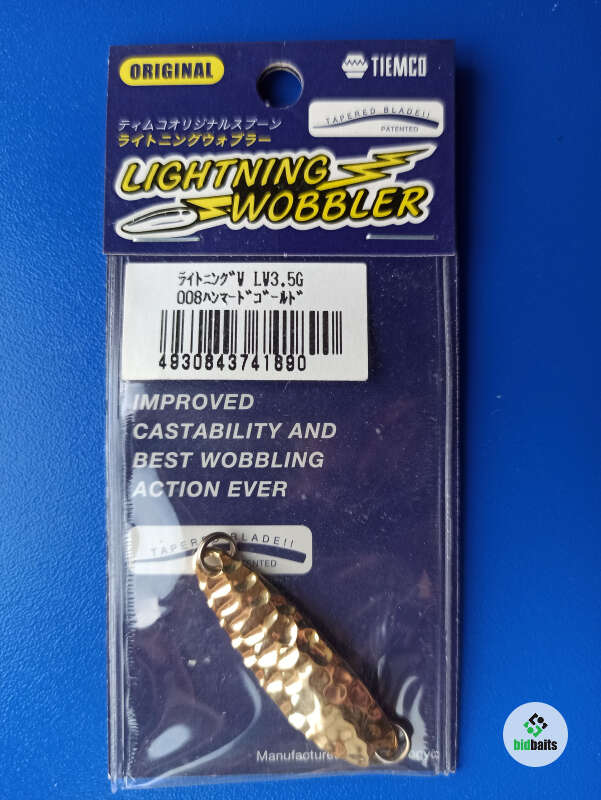 ORIGINAL
TIEMCO
TAPERED BLADE!!
PATENTED
ティムコオリジナルスプーン
ライトニングウォブラー
LIGHTNING
WOBBLER
ﾗｲﾄﾆﾝｸﾞW LW3.5G
008ﾊﾝﾏｰﾄﾞｺﾞｰﾙﾄﾞ
4930843741890
IMPROVED
CASTABILITY AND
BEST WOBBLING
ACTION EVER
BLADE!!
bidbaits